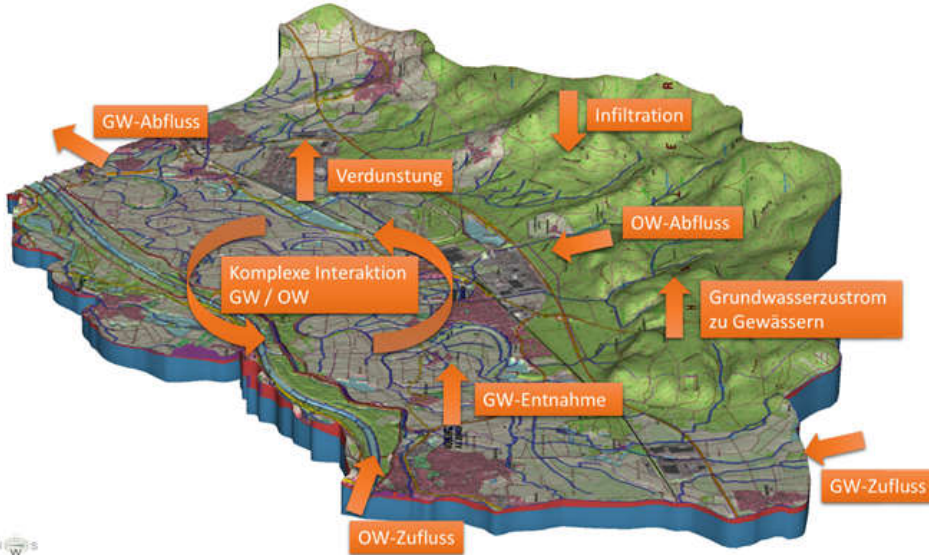 GW-Abfluss
Infiltration
Verdunstung
OW-Abfluss
Komplexe Interaktion
GW / OW
Grundwasserzustrom
zu Gewässern
GW-Entnahme
GW-Zufluss
OW-Zufluss
S
W